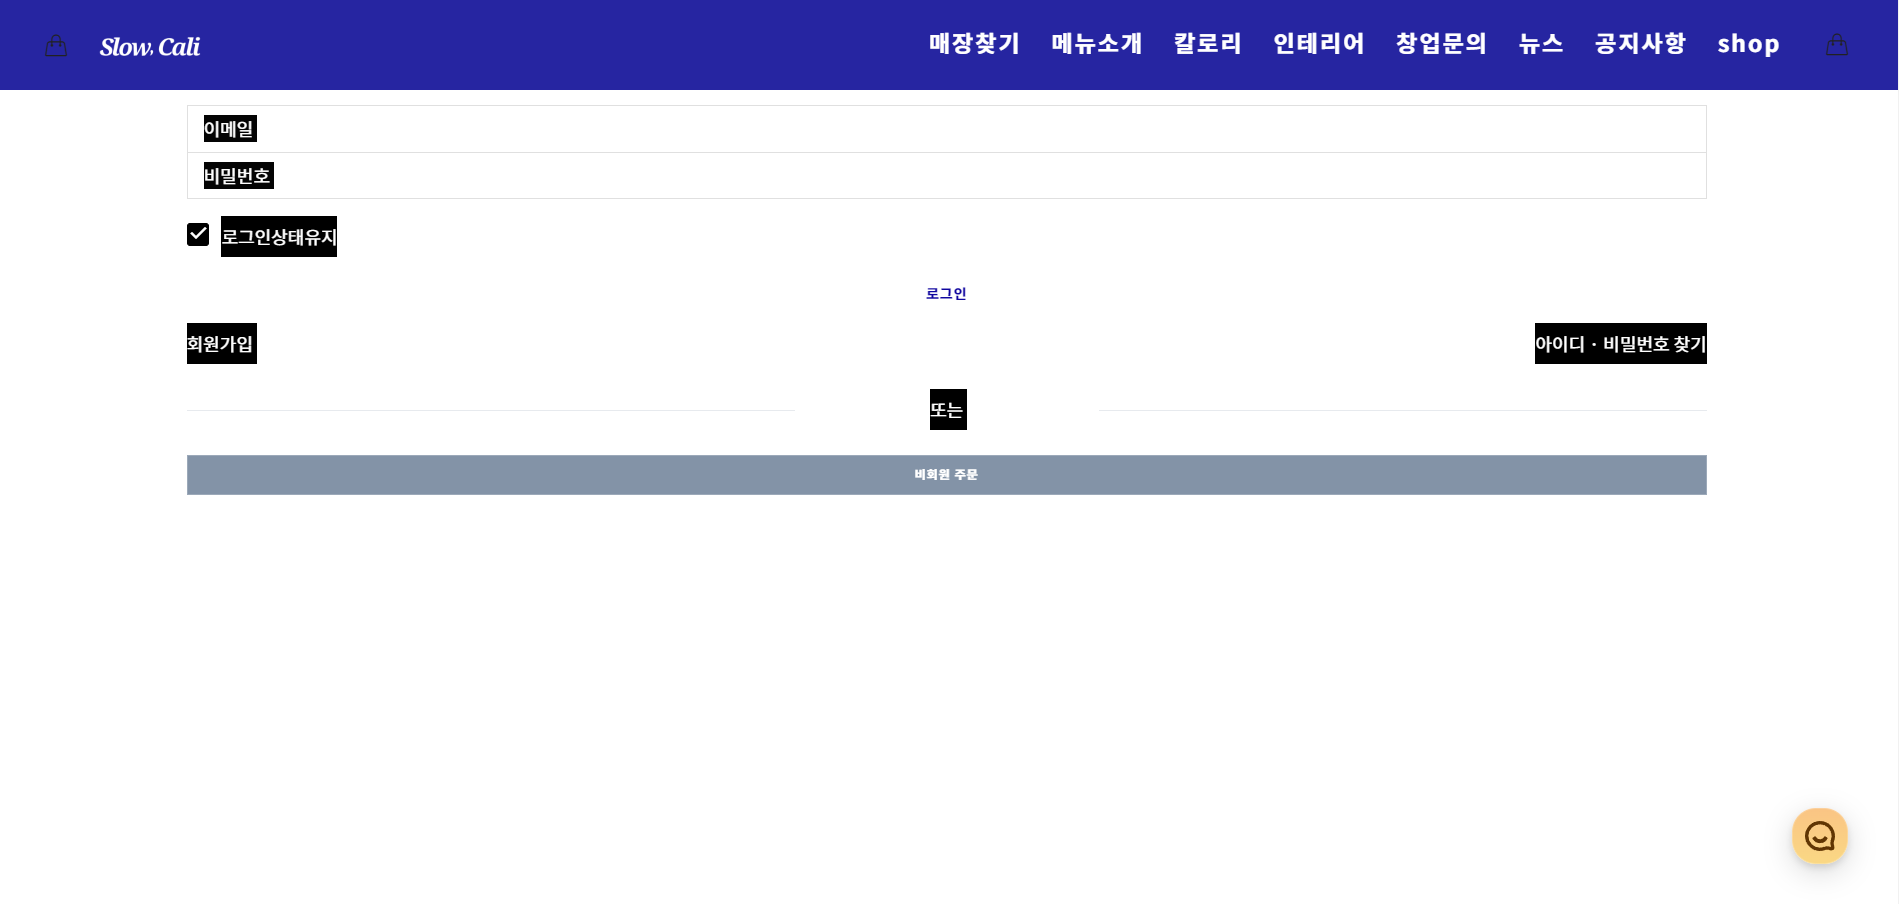 Slow, Cali
매장찾기 메뉴소개 칼로리 인테리어 창업문의 뉴스 공지사항 shop
이메일
비밀번호
로그인상태유지
로그인
회원가입 아이디 · 비밀번호 찾기
또는
비회원 주문